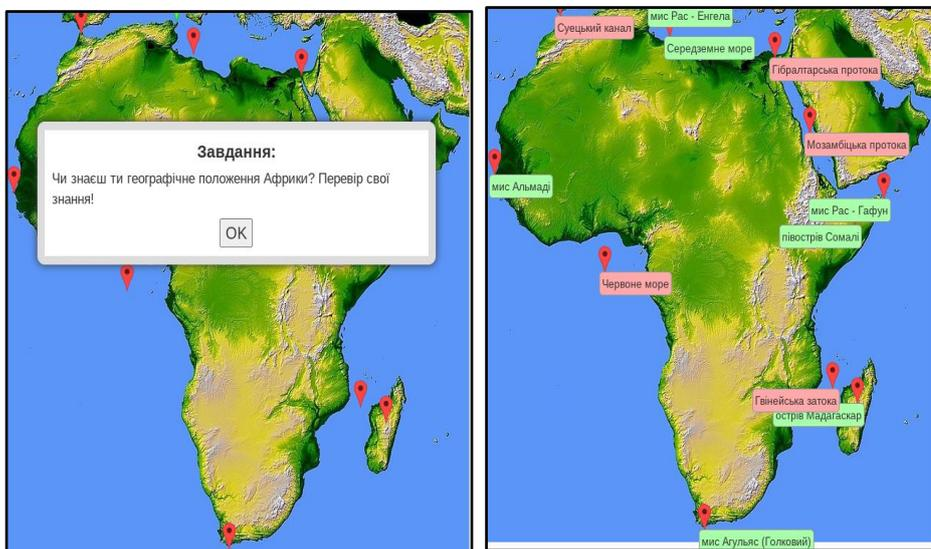 Завдання:
Чи знаєш ти географічне положення Африки? Перевір свої
знання!
OK
мис Рас - Енгела
Суецький канал
Середземне море
Гібралтарська протока
Мозамбіцька протока
мис Альмаді
мис Рас - Гафун
півострів Сомалі
Червоне море
Гвінейська затока
острів Мадагаскар
мис Агульяс (Голковий)